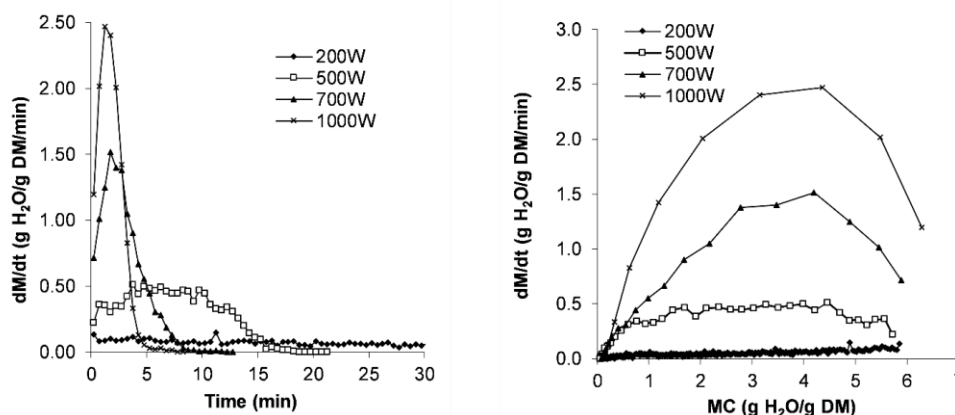 2.50
2.00
1.50
1.00
0.50
0.00
dM/dt (g H₂O/g DM/min)
0
5
10
15
20
25
30
Time (min)
200W
500W
700W
1000W
3.0
2.5
2.0
1.5
1.0
0.5
0.0
dM/dt (g H₂O/g DM/min)
0
1
2
3
4
5
6
MC (g H₂O/g DM)
200W
500W
700W
1000W